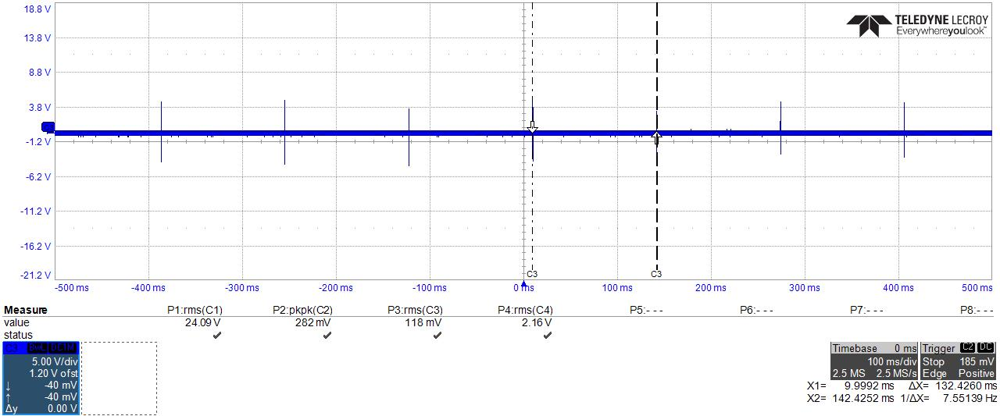 18.8 V
TELEDYNE LECROY
Everywhereyoulook
13.8 V
8.8 V
3.8 V
-1.2 V
-6.2 V
-11.2 V
-16.2 V
-21.2 V
C3 C3
-500 ms -400 ms -300 ms -200 ms -100 ms 0 ms 100 ms 200 ms 300 ms 400 ms 500 ms
Measure P1:rms(C1) P2:pkpk(C2) P3:rms(C3) P4:rms(C4) P5:- - - P6:- - - P7:- - - P8:- - -
value 24.09 V 282 mV 118 mV 2.16 V
status
C3 BwL DC1M
5.00 V/div
1.20 V ofst
↓ -40 mV
↑ -40 mV
Δy 0.00 V
Timebase 0 ms
100 ms/div
2.5 MS 2.5 MS/s
Trigger C2 DC
Stop 185 mV
Edge Positive
X1= 9.9992 ms ΔX= 132.4260 ms
X2= 142.4252 ms 1/ΔX= 7.55139 Hz